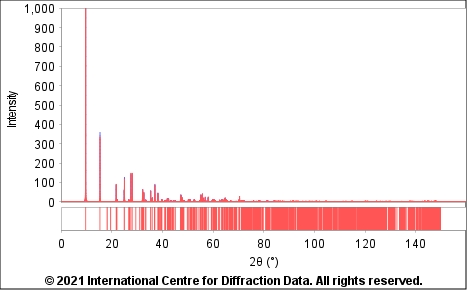 1,000
900
800
700
600
500
400
300
200
100
0
Intensity
0 20 40 60 80 100 120 140
2θ (°)
© 2021 International Centre for Diffraction Data. All rights reserved.